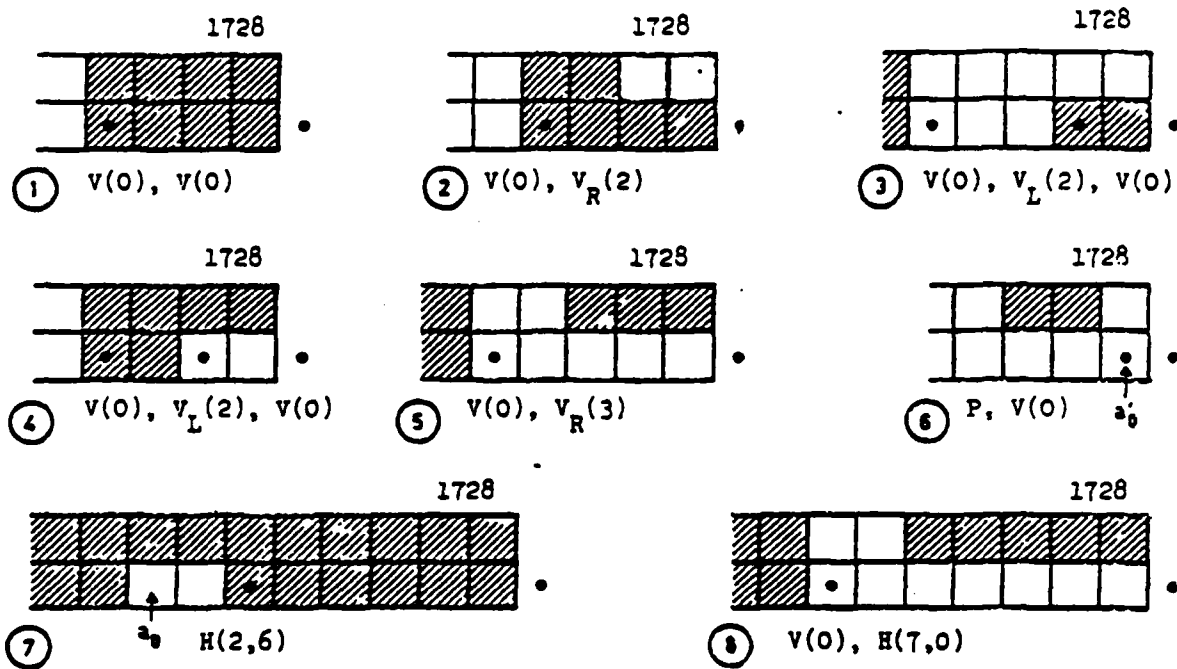 1728 1728 1728
① V(0), V(0) ② V(0), V_R(2) ③ V(0), V_L(2), V(0)
1728 1728 1728
④ V(0), V_L(2), V(0) ⑤ V(0), V_R(3) ⑥ P, V(0) a'₀
1728 1728
⑦ a₀ H(2,6) ⑧ V(0), H(7,0)